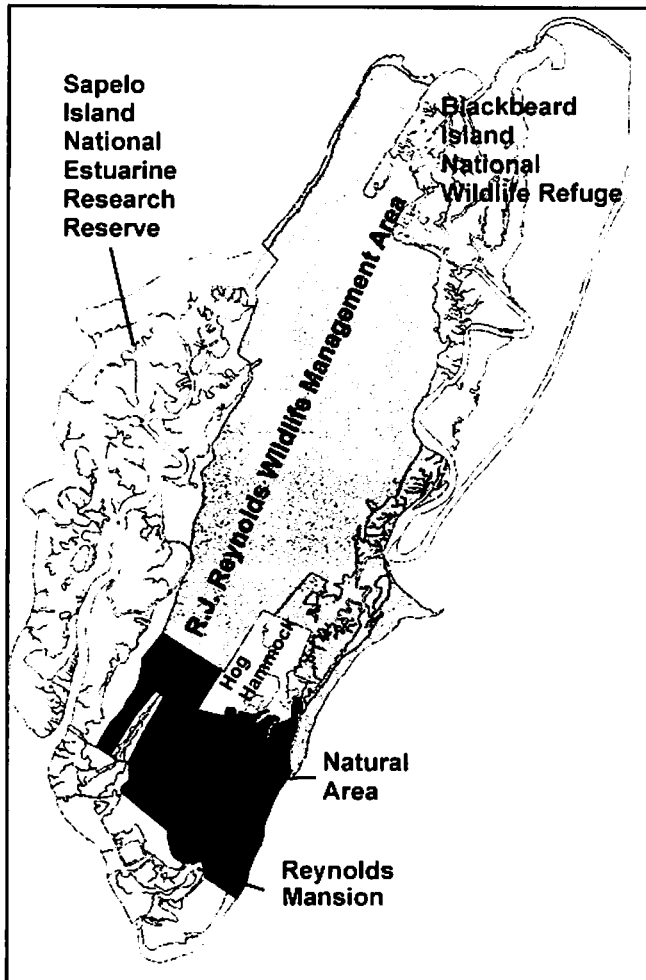 Sapelo
Island
National
Estuarine
Research
Reserve
Blackbeard
Island
National
Wildlife Refuge
R.J. Reynolds Wildlife Management Area
Hog
Hammock
Natural
Area
Reynolds
Mansion